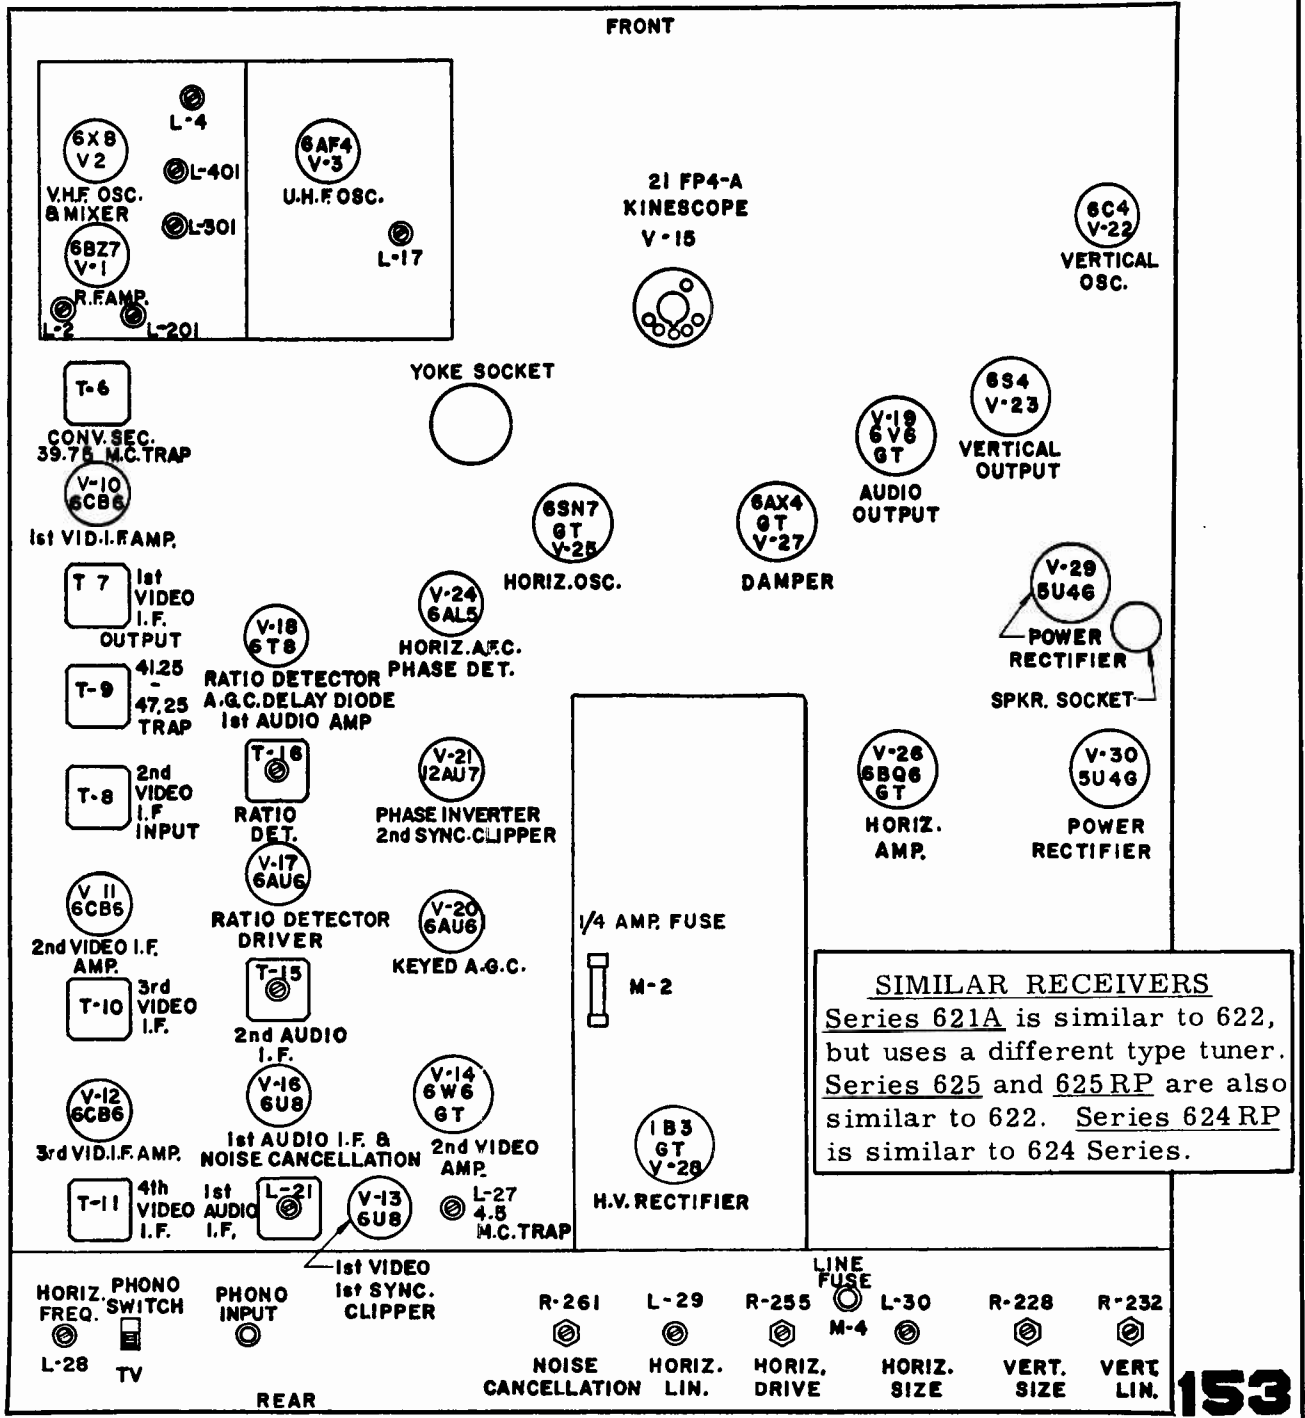 FRONT
L-4
6X8
V 2
L-401
V.H.F. OSC.
& MIXER
L-301
6BZ7
V-1
R.F.AMP.
L-2
L-201
6AF4
V-3
U.H.F. OSC.
L-17
21 FP4-A
KINESCOPE
V-15
6C4
V-22
VERTICAL
OSC.
T-6
CONV. SEC.
39.75 M.C. TRAP
YOKE SOCKET
6S4
V-23
VERTICAL
OUTPUT
V-19
6V6
GT
AUDIO
OUTPUT
V-10
6CB6
1st VID. I.F. AMP.
6SN7
GT
V-25
HORIZ. OSC.
6AX4
GT
V-27
DAMPER
V-29
5U4G
POWER
RECTIFIER
SPKR. SOCKET
T 7
1st
VIDEO
I.F.
OUTPUT
V-18
6T8
RATIO DETECTOR
A.G.C. DELAY DIODE
1st AUDIO AMP
V-24
6AL5
HORIZ. A.F.C.
PHASE DET.
T-9
41.25
-
47.25
TRAP
T-16
RATIO
DET.
V-21
12AU7
PHASE INVERTER
2nd SYNC. CLIPPER
V-26
6BQ6
GT
HORIZ.
AMP.
V-30
5U4G
POWER
RECTIFIER
T-8
2nd
VIDEO
I.F
INPUT
V-17
6AU6
RATIO DETECTOR
DRIVER
V 11
6CB6
2nd VIDEO I.F.
AMP.
V-20
6AU6
KEYED A.G.C.
1/4 AMP. FUSE
M-2
T-10
3rd
VIDEO
I.F.
T-15
2nd AUDIO
I.F.
SIMILAR RECEIVERS
Series 621A is similar to 622,
but uses a different type tuner.
Series 625 and 625 RP are also
similar to 622. Series 624 RP
is similar to 624 Series.
V-12
6CB6
3rd VID. I.F. AMP.
V-16
6U8
1st AUDIO I.F. &
NOISE CANCELLATION
V-14
6W6
GT
2nd VIDEO
AMP.
1B3
GT
V-28
H.V. RECTIFIER
T-11
4th
VIDEO
I.F.
1st
AUDIO
I.F.
L-21
V-13
6U8
1st VIDEO
1st SYNC.
CLIPPER
L-27
4.5
M.C. TRAP
HORIZ.
FREQ.
L-28
PHONO
SWITCH
TV
PHONO
INPUT
R-261
NOISE
CANCELLATION
L-29
HORIZ.
LIN.
R-255
HORIZ.
DRIVE
LINE
FUSE
M-4
L-30
HORIZ.
SIZE
R-228
VERT.
SIZE
R-232
VERT.
LIN.
REAR
153